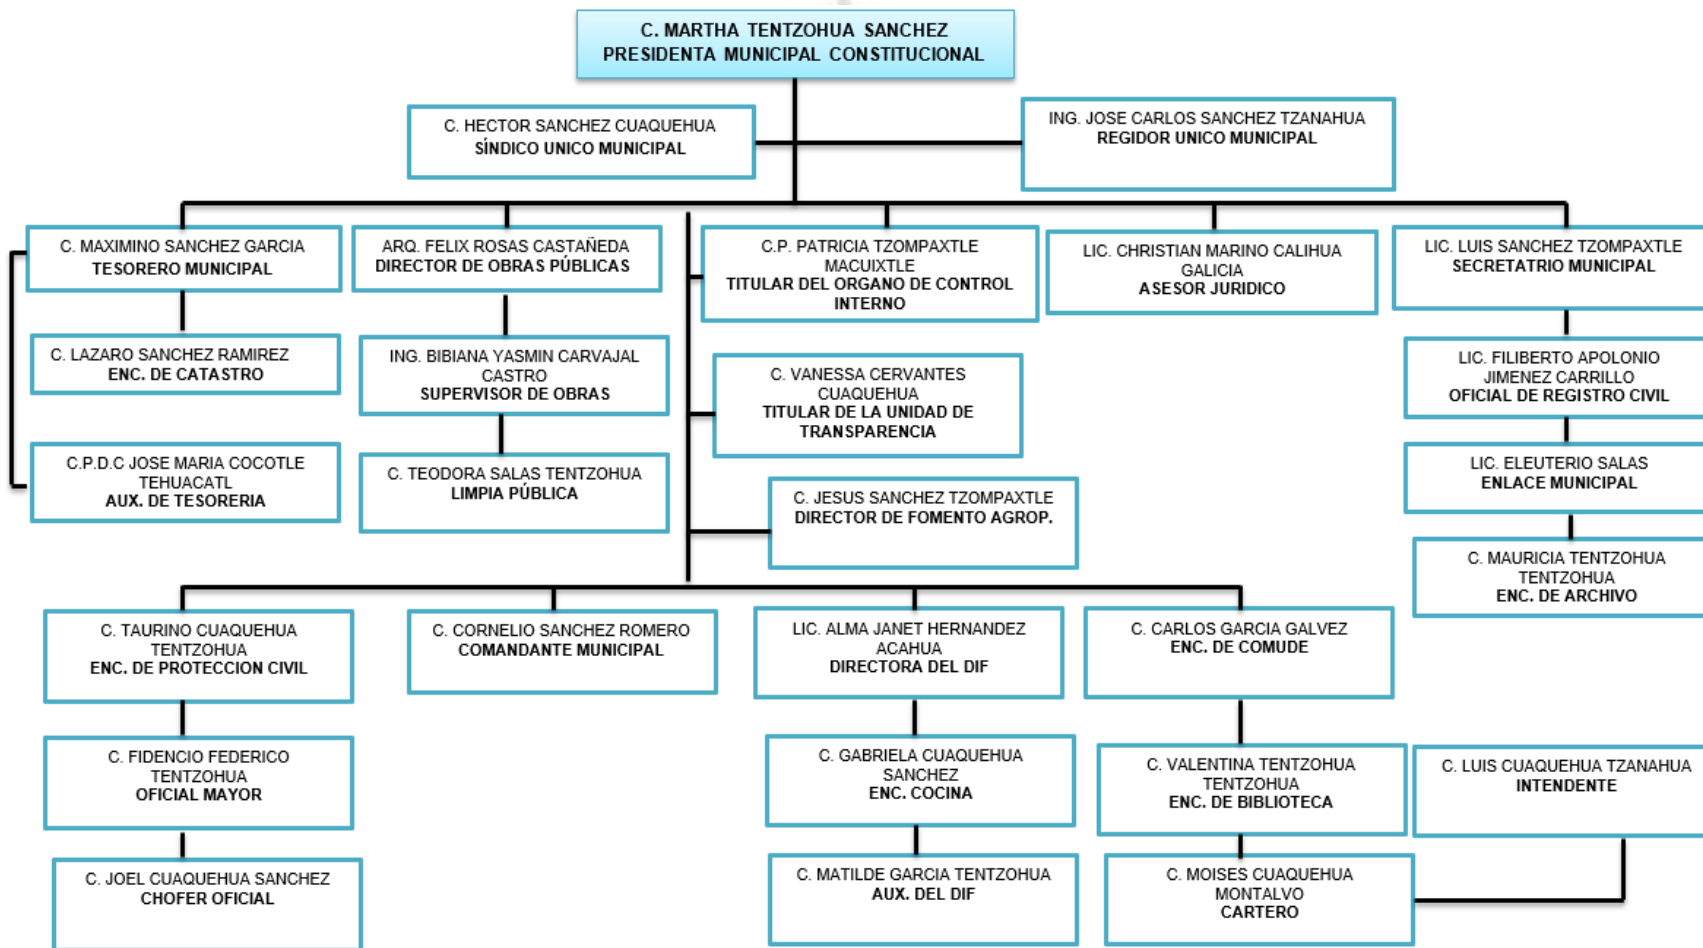 C. MARTHA TENTZOHUA SANCHEZ
PRESIDENTA MUNICIPAL CONSTITUCIONAL
C. HECTOR SANCHEZ CUAQUEHUA
SÍNDICO UNICO MUNICIPAL
ING. JOSE CARLOS SANCHEZ TZANAHUA
REGIDOR UNICO MUNICIPAL
C. MAXIMINO SANCHEZ GARCIA
TESORERO MUNICIPAL
ARQ. FELIX ROSAS CASTAÑEDA
DIRECTOR DE OBRAS PÚBLICAS
C.P. PATRICIA TZOMPAXTLE
MACUIXTLE
TITULAR DEL ORGANO DE CONTROL
INTERNO
LIC. CHRISTIAN MARINO CALIHUA
GALICIA
ASESOR JURIDICO
LIC. LUIS SANCHEZ TZOMPAXTLE
SECRETATRIO MUNICIPAL
C. LAZARO SANCHEZ RAMIREZ
ENC. DE CATASTRO
ING. BIBIANA YASMIN CARVAJAL
CASTRO
SUPERVISOR DE OBRAS
C. VANESSA CERVANTES
CUAQUEHUA
TITULAR DE LA UNIDAD DE
TRANSPARENCIA
LIC. FILIBERTO APOLONIO
JIMENEZ CARRILLO
OFICIAL DE REGISTRO CIVIL
C.P.D.C JOSE MARIA COCOTLE
TEHUACATL
AUX. DE TESORERIA
C. TEODORA SALAS TENTZOHUA
LIMPIA PÚBLICA
C. JESUS SANCHEZ TZOMPAXTLE
DIRECTOR DE FOMENTO AGROP.
LIC. ELEUTERIO SALAS
ENLACE MUNICIPAL
C. MAURICIA TENTZOHUA
TENTZOHUA
ENC. DE ARCHIVO
C. TAURINO CUAQUEHUA
TENTZOHUA
ENC. DE PROTECCION CIVIL
C. CORNELIO SANCHEZ ROMERO
COMANDANTE MUNICIPAL
LIC. ALMA JANET HERNANDEZ
ACAHUA
DIRECTORA DEL DIF
C. CARLOS GARCIA GALVEZ
ENC. DE COMUDE
C. FIDENCIO FEDERICO
TENTZOHUA
OFICIAL MAYOR
C. GABRIELA CUAQUEHUA
SANCHEZ
ENC. COCINA
C. VALENTINA TENTZOHUA
TENTZOHUA
ENC. DE BIBLIOTECA
C. LUIS CUAQUEHUA TZANAHUA
INTENDENTE
C. JOEL CUAQUEHUA SANCHEZ
CHOFER OFICIAL
C. MATILDE GARCIA TENTZOHUA
AUX. DEL DIF
C. MOISES CUAQUEHUA
MONTALVO
CARTERO